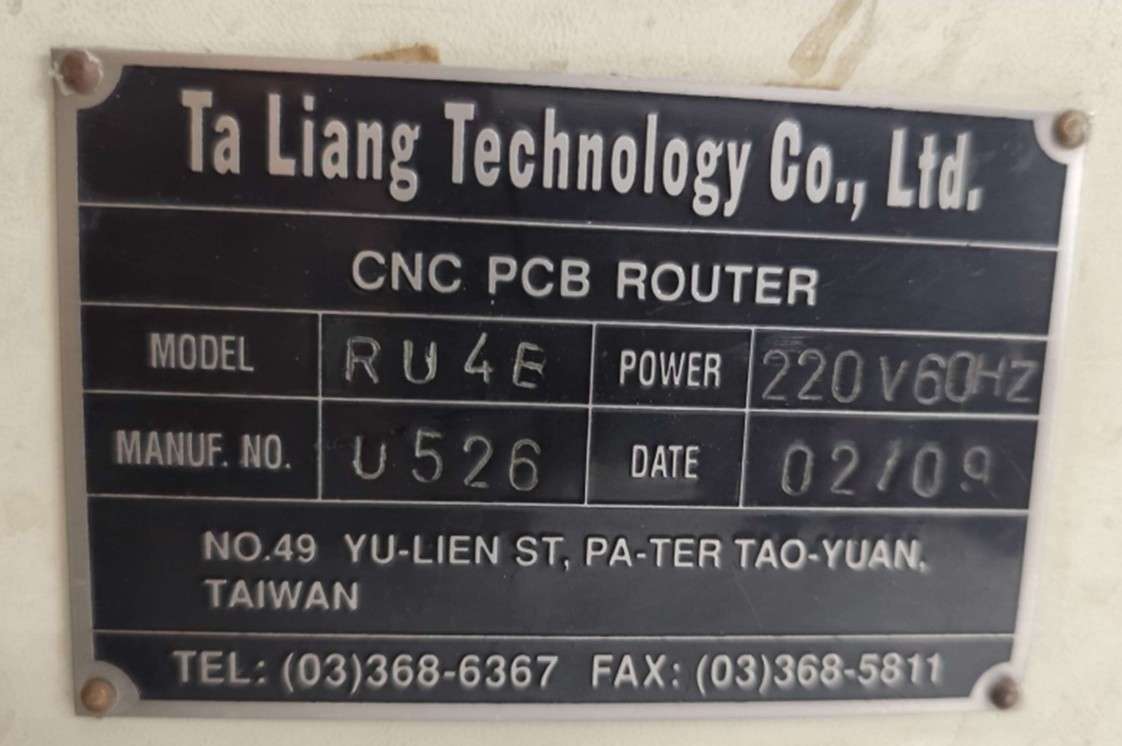 Ta Liang Technology Co., Ltd.
CNC PCB ROUTER
MODEL RU4E POWER 220V60HZ
MANUF. NO. U526 DATE 02/09
NO.49 YU-LIEN ST, PA-TER TAO-YUAN,
TAIWAN
TEL: (03)368-6367 FAX: (03)368-5811